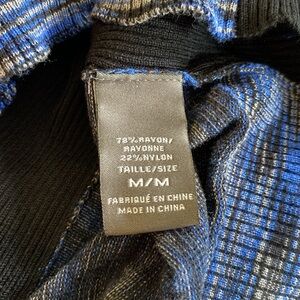 78%RAYON/
RAYONNE
22%NYLON
TAILLE/SIZE
M/M
FABRIQUÉ EN CHINE
MADE IN CHINA